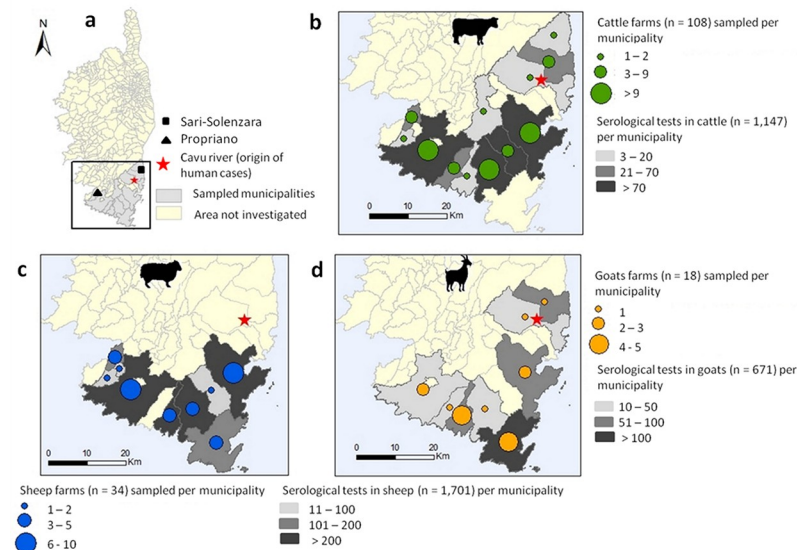 a
N
Sari-Solenzara
Propriano
Cavu river (origin of
human cases)
Sampled municipalities
Area not investigated
b
0 10 20
Km
Cattle farms (n = 108) sampled per
municipality
1 – 2
3 – 9
> 9
Serological tests in cattle (n = 1,147)
per municipality
3 – 20
21 - 70
> 70
c
0 10 20
Km
Sheep farms (n = 34) sampled per municipality
1 – 2
3 – 5
6 - 10
Serological tests in sheep (n = 1,701) per municipality
11 – 100
101 – 200
> 200
d
0 10 20
Km
Goats farms (n = 18) sampled per
municipality
1
2 – 3
4 - 5
Serological tests in goats (n = 671) per
municipality
10 – 50
51 – 100
> 100